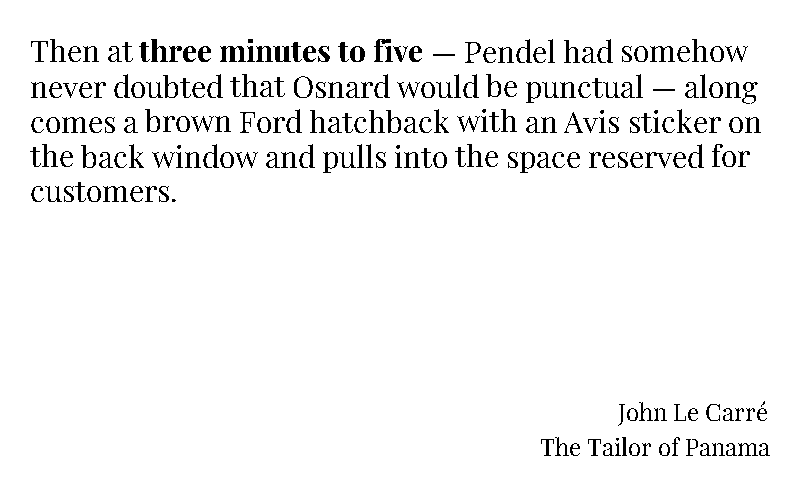 Then at three minutes to five — Pendel had somehow
never doubted that Osnard would be punctual — along
comes a brown Ford hatchback with an Avis sticker on
the back window and pulls into the space reserved for
customers.
John Le Carré
The Tailor of Panama